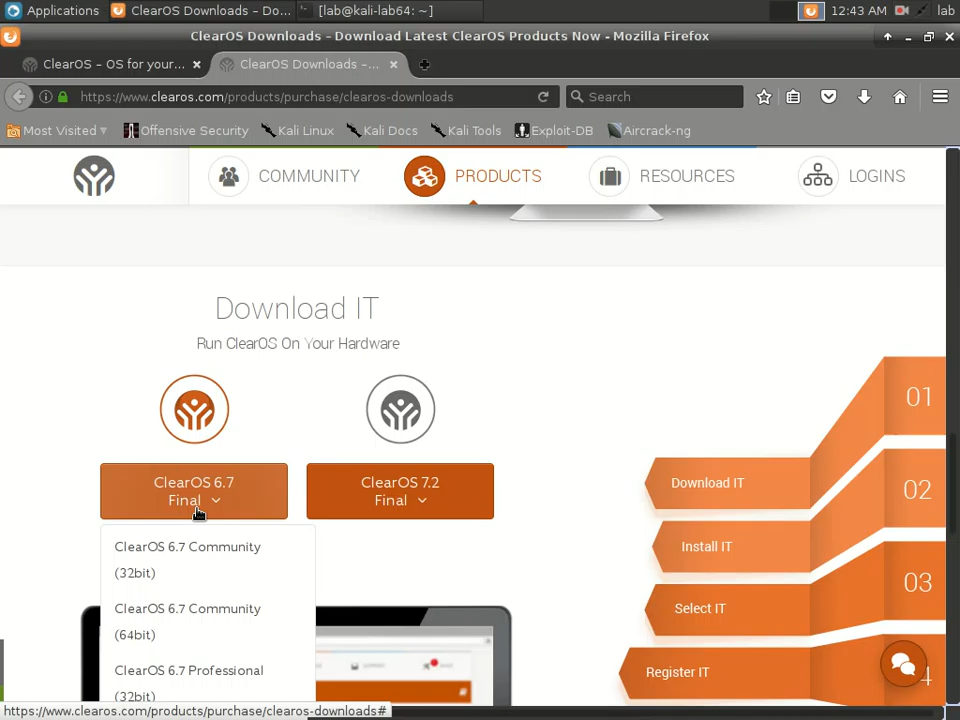 Applications
ClearOS Downloads – Do...
[lab@kali-lab64: ~]
12:43 AM
lab
ClearOS Downloads – Download Latest ClearOS Products Now - Mozilla Firefox
ClearOS – OS for your...
ClearOS Downloads –...
https://www.clearos.com/products/purchase/clearos-downloads
Search
Most Visited
Offensive Security
Kali Linux
Kali Docs
Kali Tools
Exploit-DB
Aircrack-ng
COMMUNITY
PRODUCTS
RESOURCES
LOGINS
Download IT
Run ClearOS On Your Hardware
ClearOS 6.7
Final
ClearOS 7.2
Final
ClearOS 6.7 Community
(32bit)
ClearOS 6.7 Community
(64bit)
ClearOS 6.7 Professional
(32bit)
01
Download IT
02
Install IT
03
Select IT
4
Register IT
https://www.clearos.com/products/purchase/clearos-downloads#